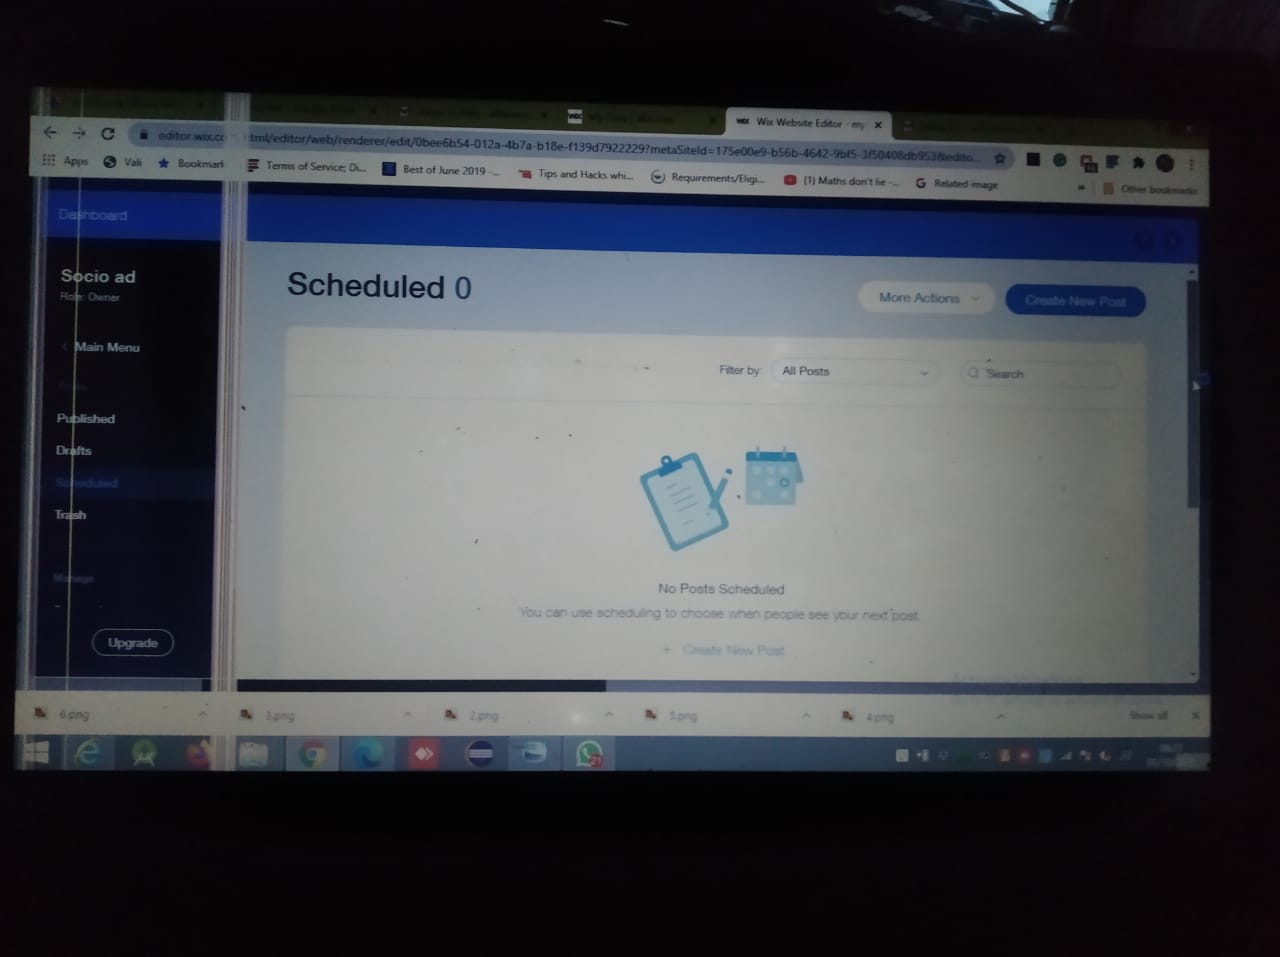 Wix Website Editor - my
editor.wix.co
tml/editor/web/renderer/edit/0bee6b54-012a-4b7a-b18e-f139d7922229?metaSiteId=175e00e9-b56b-4642-9bf5-3f50408db953&edito...
Apps
Vali
Bookmark
Terms of Service; Di...
Best of June 2019 -...
Tips and Hacks whi...
Requirements/Eligi...
(1) Maths don't lie -...
Related image
Other bookmarks
Dashboard
Socio ad
Role: Owner
Main Menu
Published
Drafts
Scheduled
Trash
Manage
Upgrade
Scheduled 0
More Actions
Create New Post
Filter by:
All Posts
Search
No Posts Scheduled
You can use scheduling to choose when people see your next post.
+ Create New Post
6.png
3.png
2.png
5.png
4.png
Show all
21